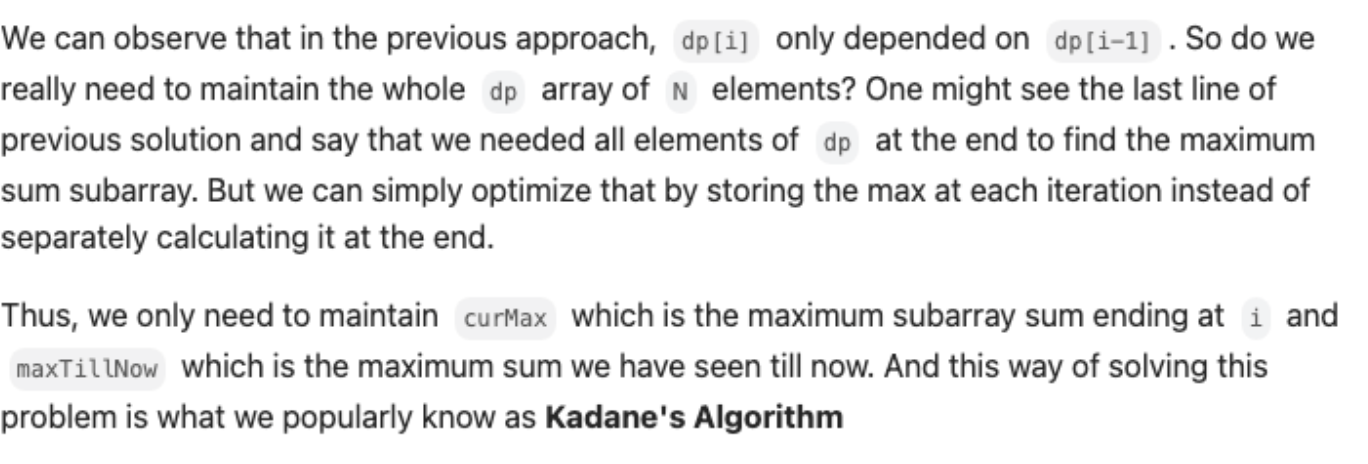 We can observe that in the previous approach, dp[i] only depended on dp[i-1] . So do we
really need to maintain the whole dp array of N elements? One might see the last line of
previous solution and say that we needed all elements of dp at the end to find the maximum
sum subarray. But we can simply optimize that by storing the max at each iteration instead of
separately calculating it at the end.
Thus, we only need to maintain curMax which is the maximum subarray sum ending at i and
maxTillNow which is the maximum sum we have seen till now. And this way of solving this
problem is what we popularly know as Kadane's Algorithm